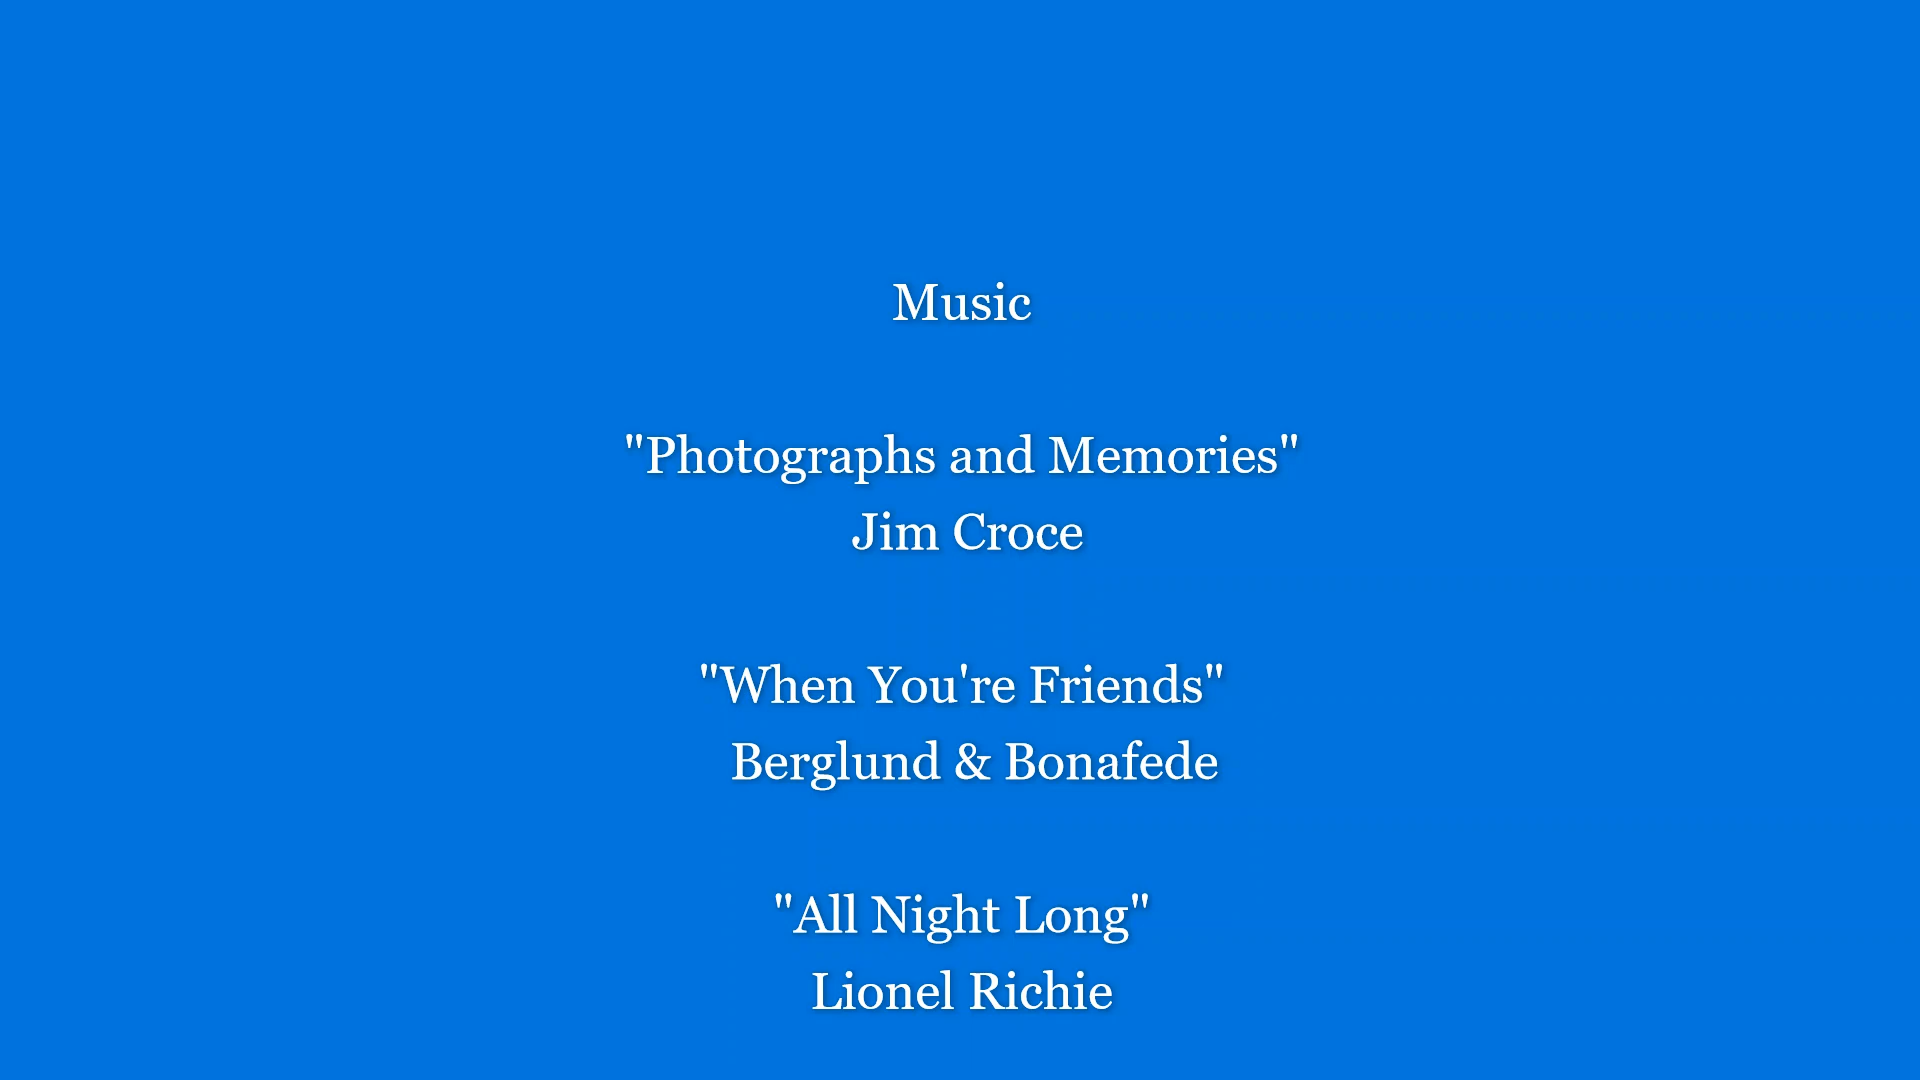 Music
"Photographs and Memories"
Jim Croce
"When You're Friends"
Berglund & Bonafede
"All Night Long"
Lionel Richie